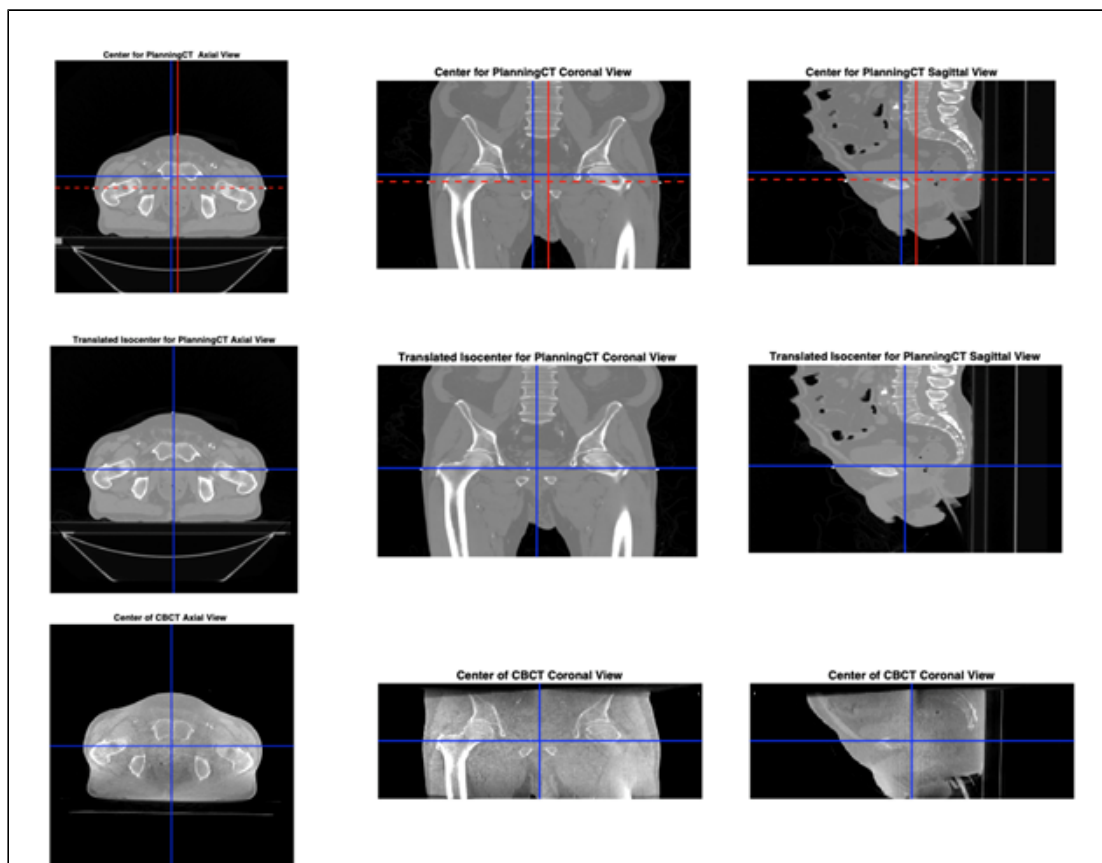 Center for PlanningCT Axial View
Center for PlanningCT Coronal View
Center for PlanningCT Sagittal View
Translated Isocenter for PlanningCT Axial View
Translated Isocenter for PlanningCT Coronal View
Translated Isocenter for PlanningCT Sagittal View
Center of CBCT Axial View
Center of CBCT Coronal View
Center of CBCT Coronal View